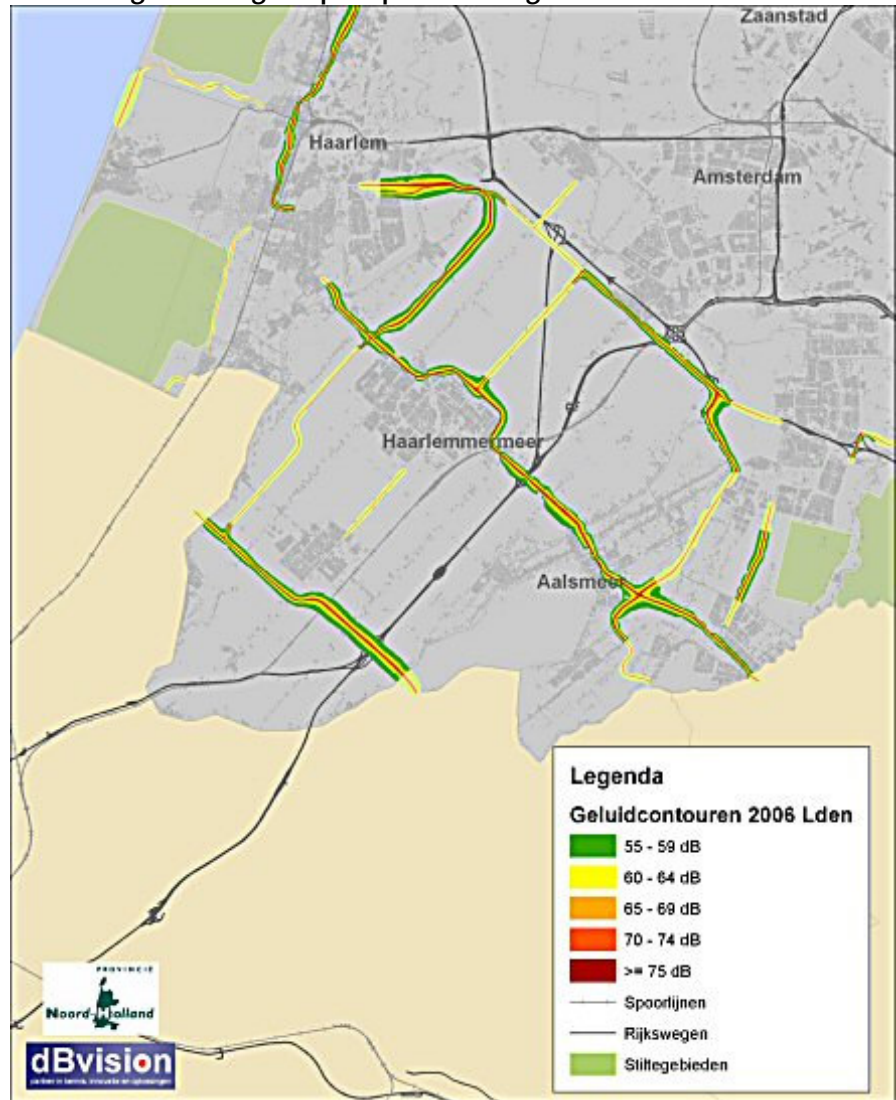 Zaanstad
Haarlem
Amsterdam
Haarlemmermeer
Aalsmeer
Legenda
Geluidcontouren 2006 Lden
55 - 59 dB
60 - 64 dB
65 - 69 dB
70 - 74 dB
>= 75 dB
Spoorlijnen
Rijkswegen
Stiltegebieden
PROVINCIE
Noord-Holland
dBvision